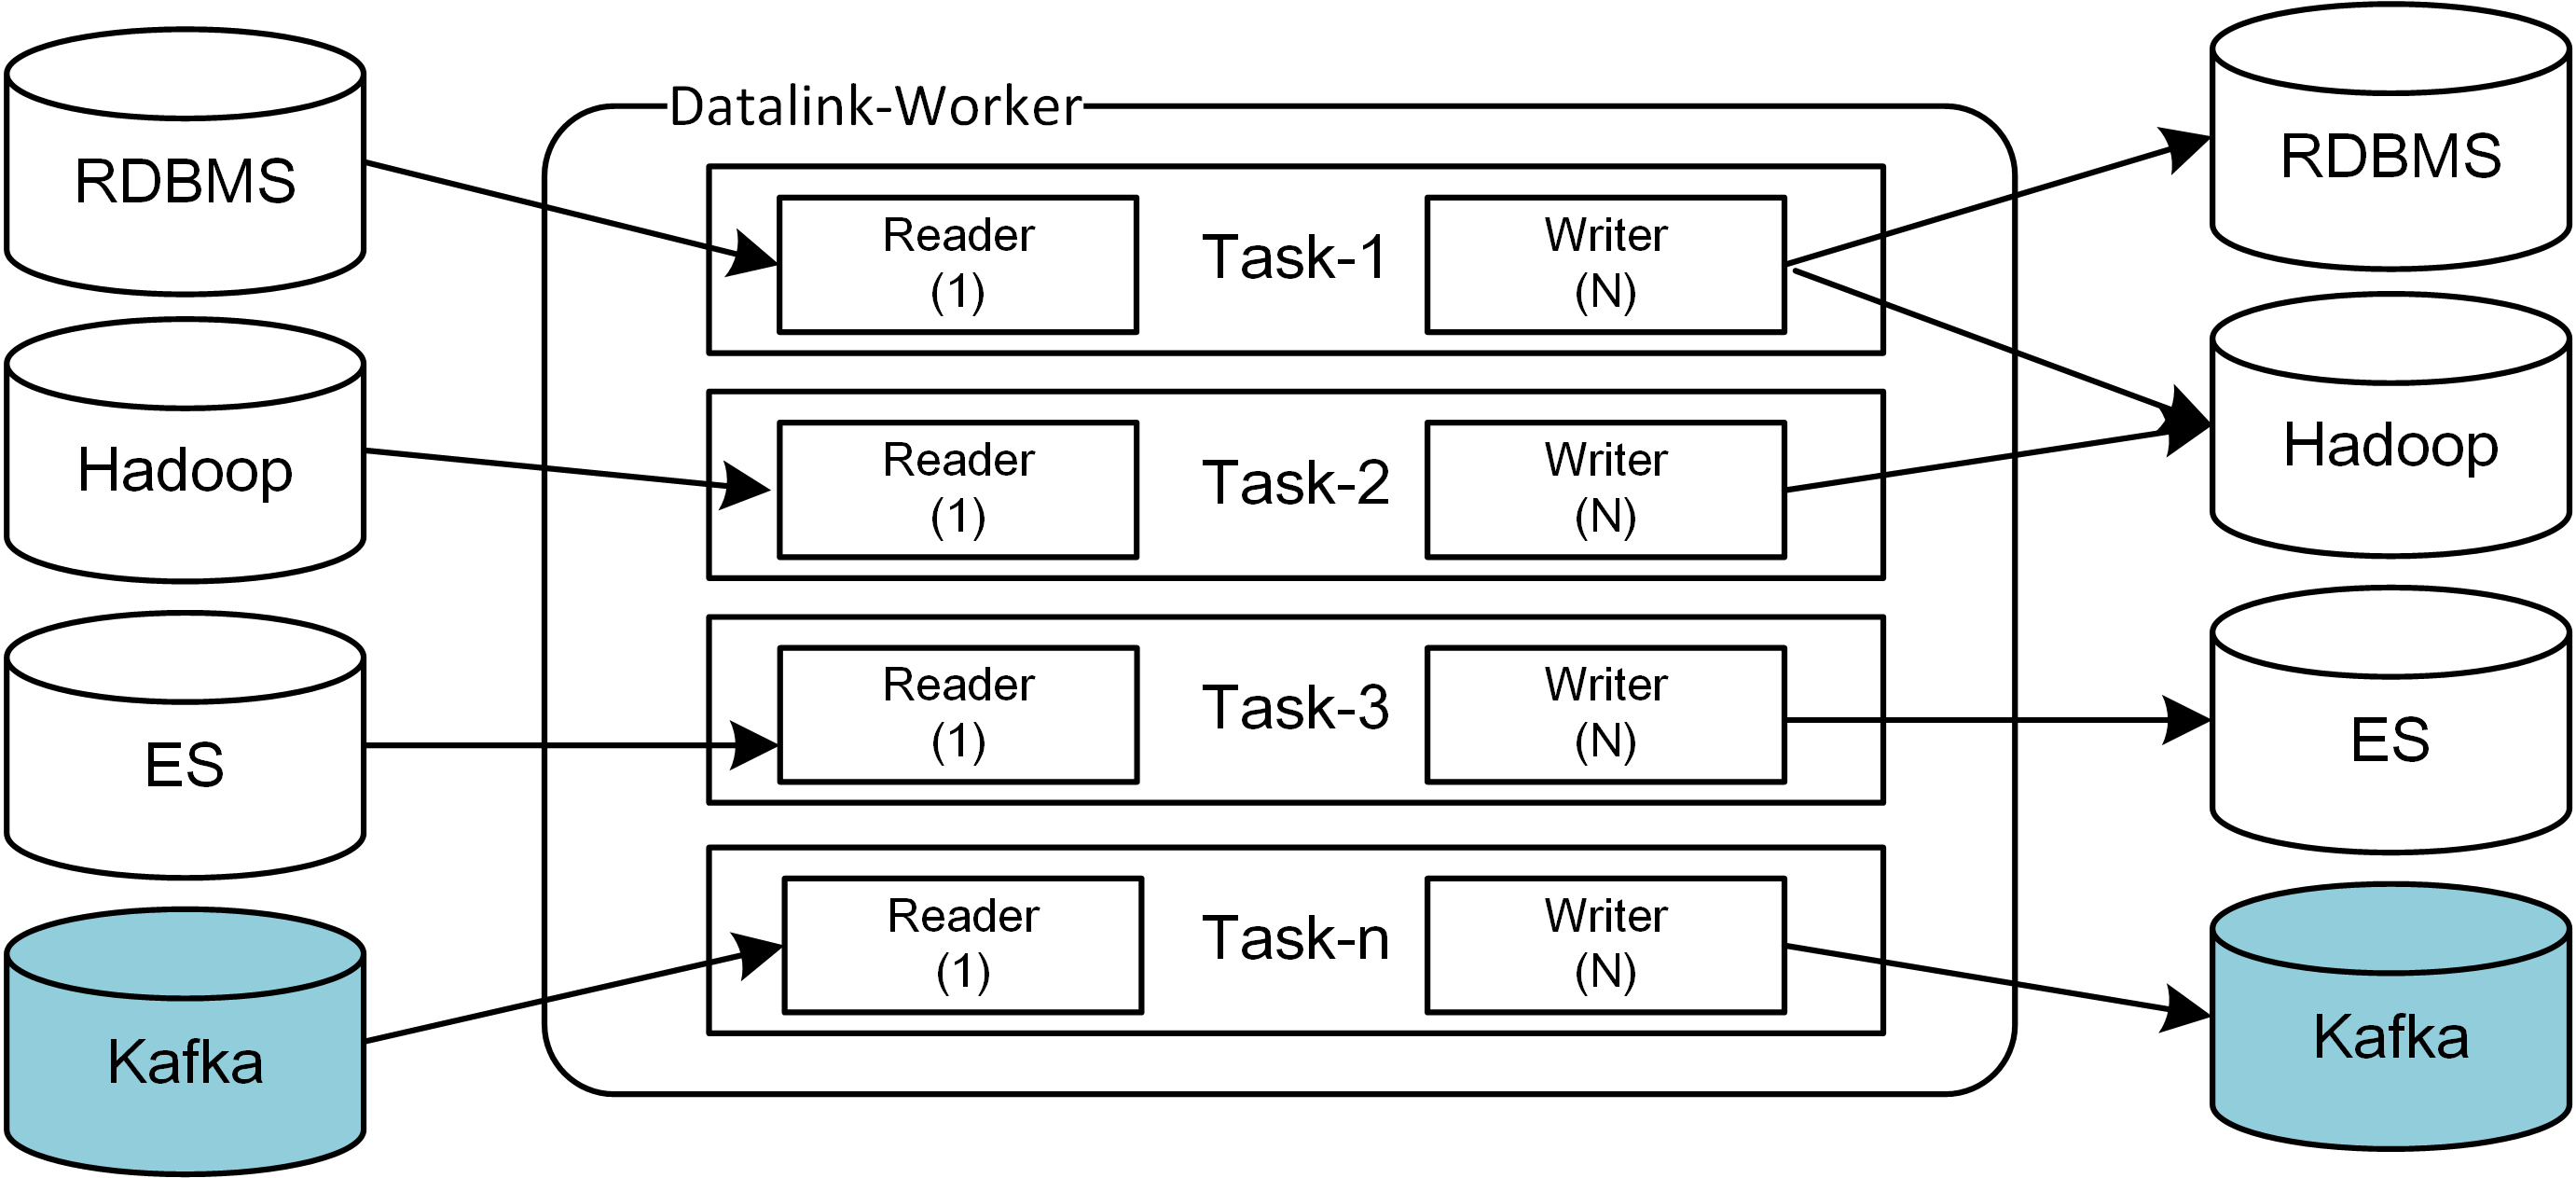 Datalink-Worker
RDBMS
Hadoop
ES
Kafka
Reader
(1)
Task-1
Writer
(N)
Reader
(1)
Task-2
Writer
(N)
Reader
(1)
Task-3
Writer
(N)
Reader
(1)
Task-n
Writer
(N)
RDBMS
Hadoop
ES
Kafka